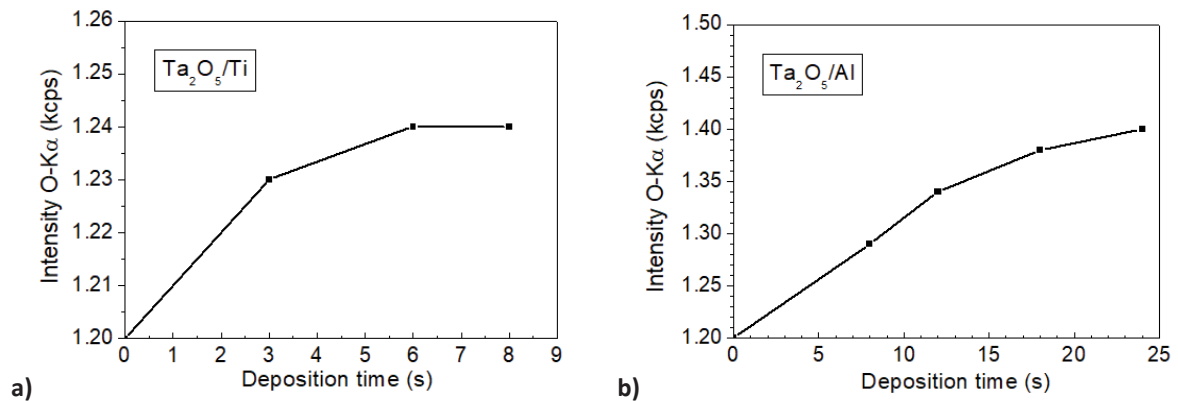 1.26
1.25
1.24
1.23
1.22
1.21
1.20
Intensity O-Kα (kcps)
Ta₂O₅/Ti
0 1 2 3 4 5 6 7 8 9
Deposition time (s)
a)
1.50
1.45
1.40
1.35
1.30
1.25
1.20
Intensity O-Kα (kcps)
Ta₂O₅/Al
0 5 10 15 20 25
Deposition time (s)
b)